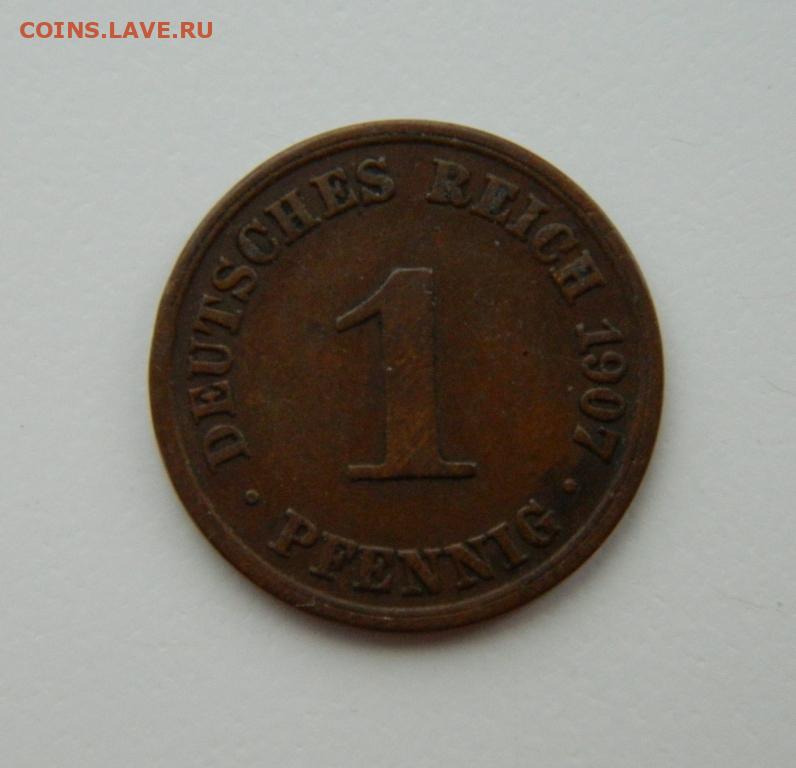 COINS.LAVE.RU
DEUTSCHES REICH 1907
1
· PFENNIG ·